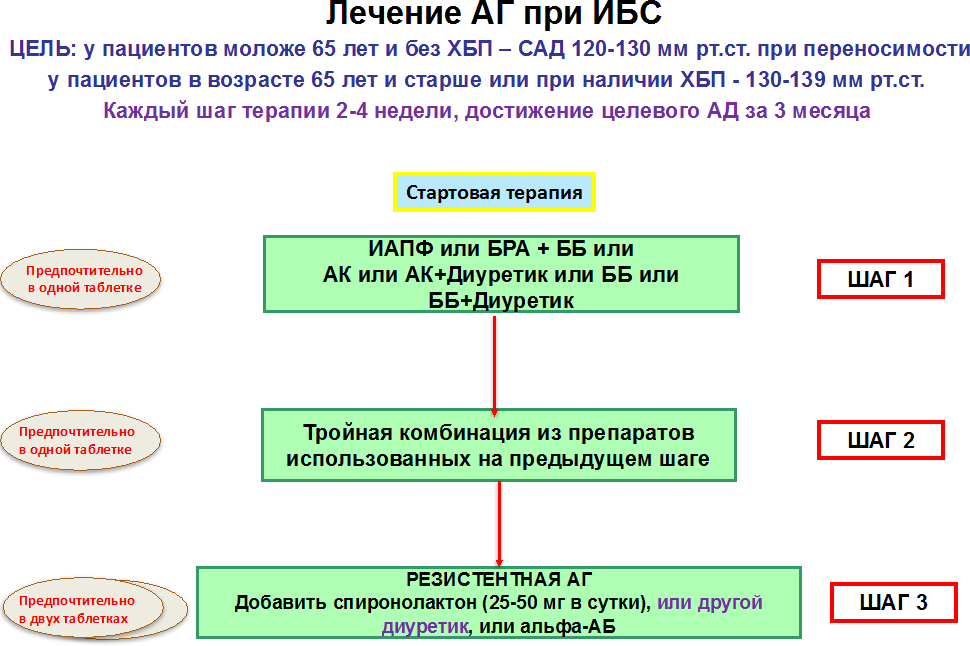 Лечение АГ при ИБС
ЦЕЛЬ: у пациентов моложе 65 лет и без ХБП – САД 120-130 мм рт.ст. при переносимости
у пациентов в возрасте 65 лет и старше или при наличии ХБП - 130-139 мм рт.ст.
Каждый шаг терапии 2-4 недели, достижение целевого АД за 3 месяца
Стартовая терапия
Предпочтительно
в одной таблетке
ИАПФ или БРА + ББ или
АК или АК+Диуретик или ББ или
ББ+Диуретик
ШАГ 1
Предпочтительно
в одной таблетке
Тройная комбинация из препаратов
использованных на предыдущем шаге
ШАГ 2
Предпочтительно
в двух таблетках
РЕЗИСТЕНТНАЯ АГ
Добавить спиронолактон (25-50 мг в сутки), или другой
диуретик, или альфа-АБ
ШАГ 3